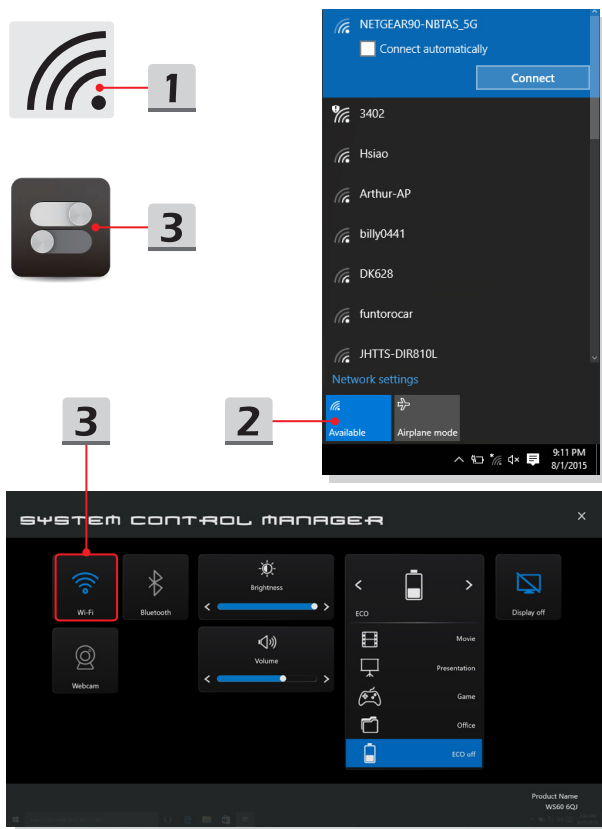 1
NETGEAR90-NBTAS_5G
Connect automatically
Connect
3402
Hsiao
Arthur-AP
3
billy0441
DK628
funtorocar
JHTTS-DIR810L
Network settings
3
2
Available
Airplane mode
9:11 PM
8/1/2015
SYSTEM CONTROL MANAGER
Wi-Fi
Bluetooth
Brightness
ECO
Display off
Webcam
Volume
Movie
Presentation
Game
Office
ECO off
Product Name
WS60 6QJ